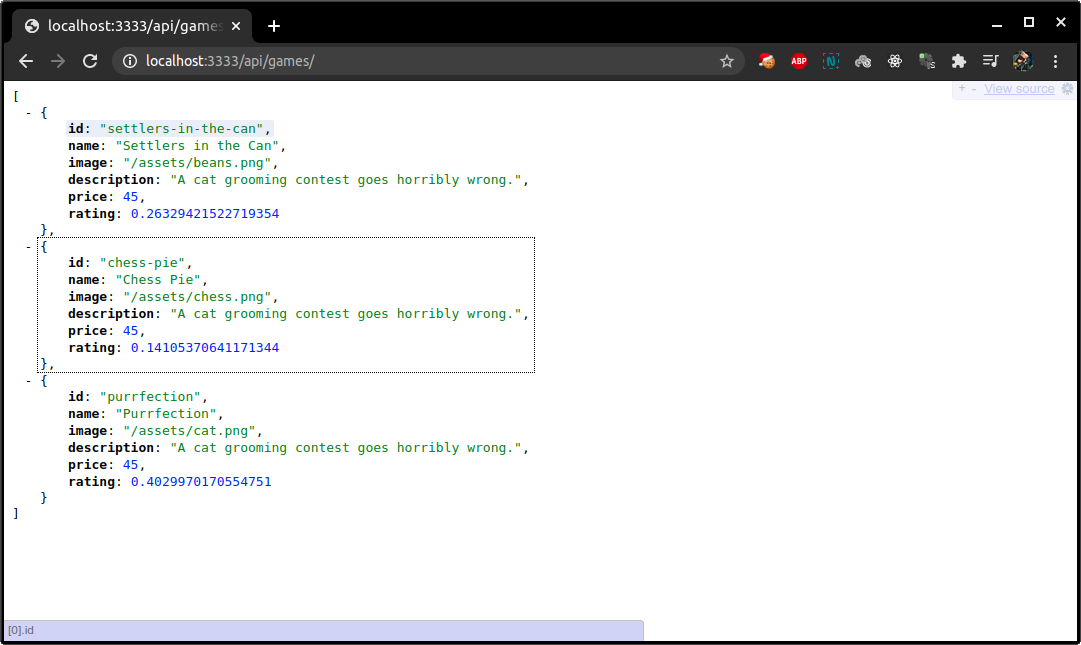 localhost:3333/api/games
localhost:3333/api/games/
ABP
N
S
+ - View source
[
- {
id: "settlers-in-the-can",
name: "Settlers in the Can",
image: "/assets/beans.png",
description: "A cat grooming contest goes horribly wrong.",
price: 45,
rating: 0.26329421522719354
},
- {
id: "chess-pie",
name: "Chess Pie",
image: "/assets/chess.png",
description: "A cat grooming contest goes horribly wrong.",
price: 45,
rating: 0.14105370641171344
},
- {
id: "purrfection",
name: "Purrfection",
image: "/assets/cat.png",
description: "A cat grooming contest goes horribly wrong.",
price: 45,
rating: 0.4029970170554751
}
]
[0].id